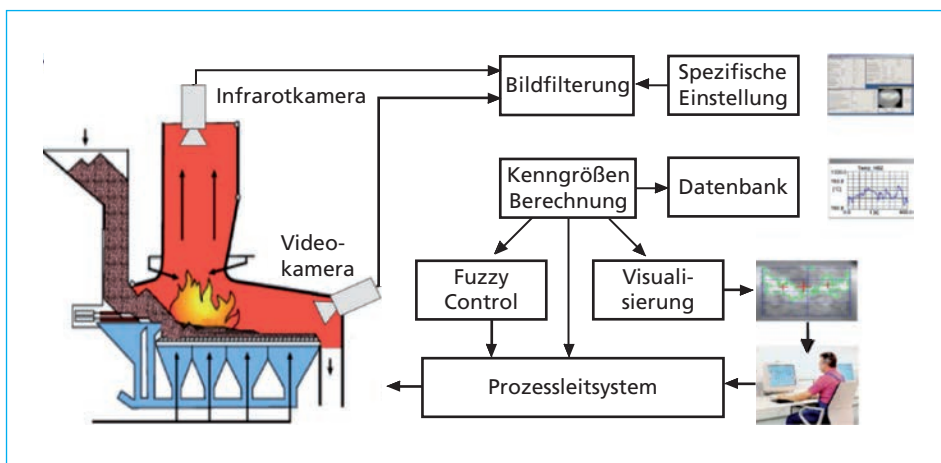 Infrarotkamera
Bildfilterung
Spezifische
Einstellung
Kenngrößen
Berechnung
Datenbank
Video-
kamera
Fuzzy
Control
Visuali-
sierung
Prozessleitsystem